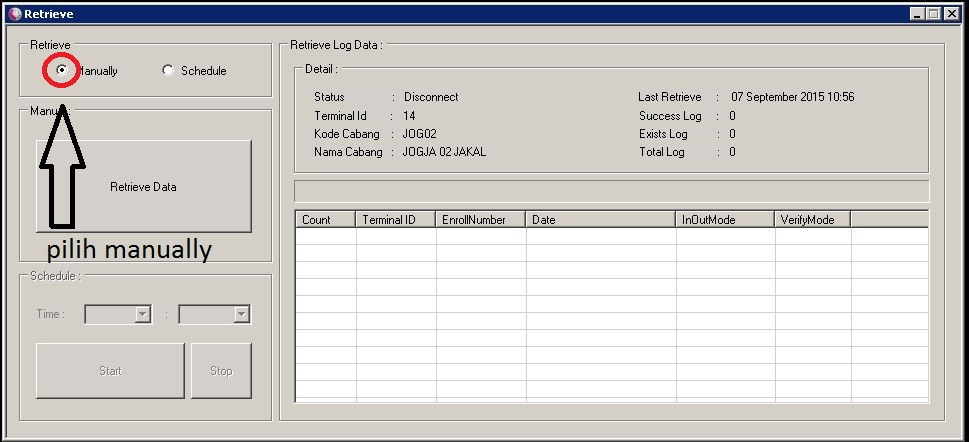 Retrieve
Retrieve
Manually
Schedule
Manual :
Retrieve Data
pilih manually
Schedule :
Time :
:
Start
Stop
Retrieve Log Data :
Detail :
Status : Disconnect
Terminal Id : 14
Kode Cabang : JOG02
Nama Cabang : JOGJA 02 JAKAL
Last Retrieve : 07 September 2015 10:56
Success Log : 0
Exists Log : 0
Total Log : 0
Count Terminal ID EnrollNumber Date InOutMode VerifyMode